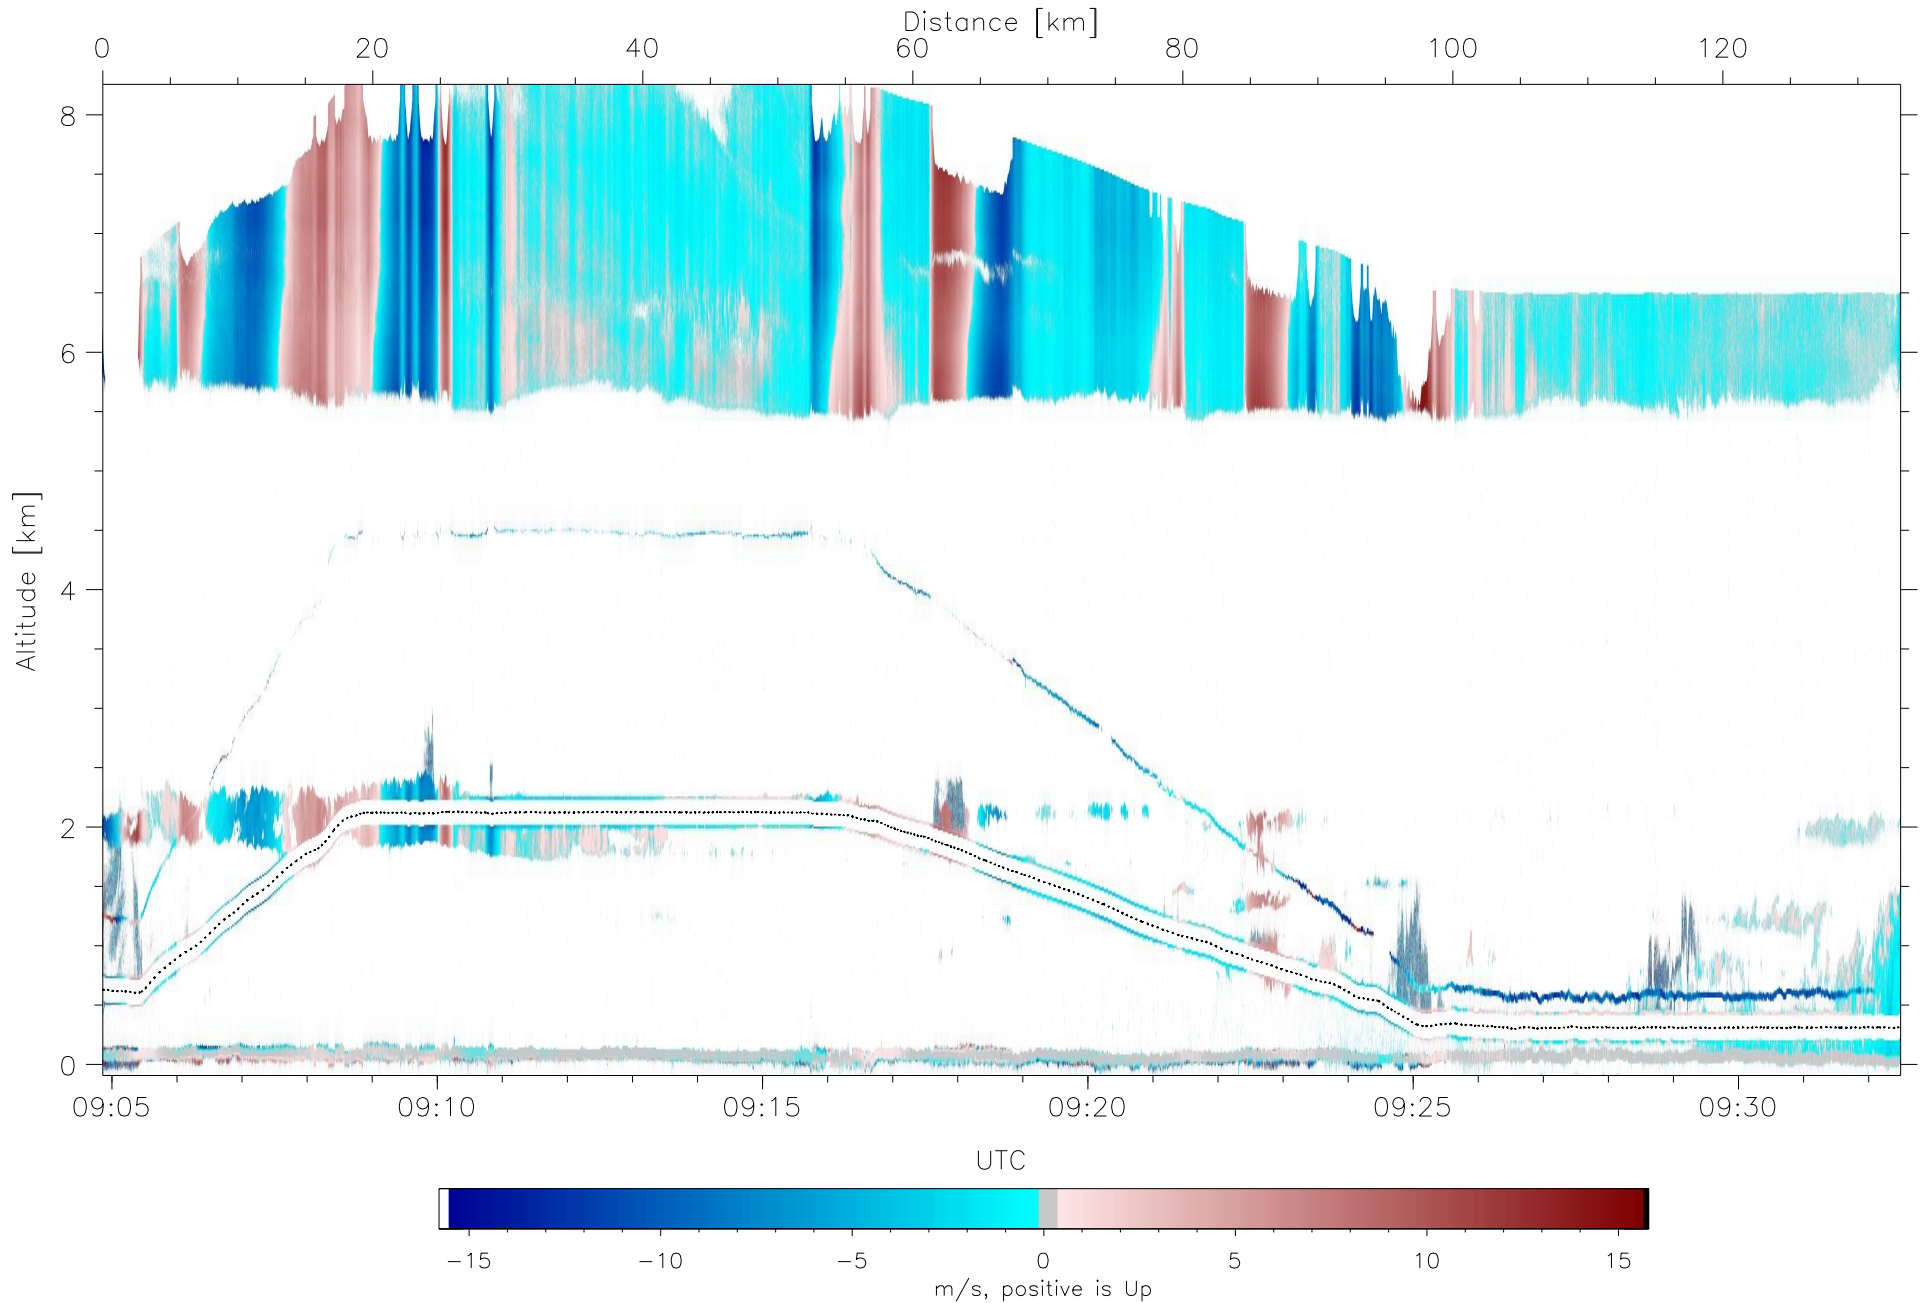 Distance [km]
0 20 40 60 80 100 120
8
6
4
2
0
Altitude [km]
09:05 09:10 09:15 09:20 09:25 09:30
UTC
−15 −10 −5 0 5 10 15
m/s, positive is Up